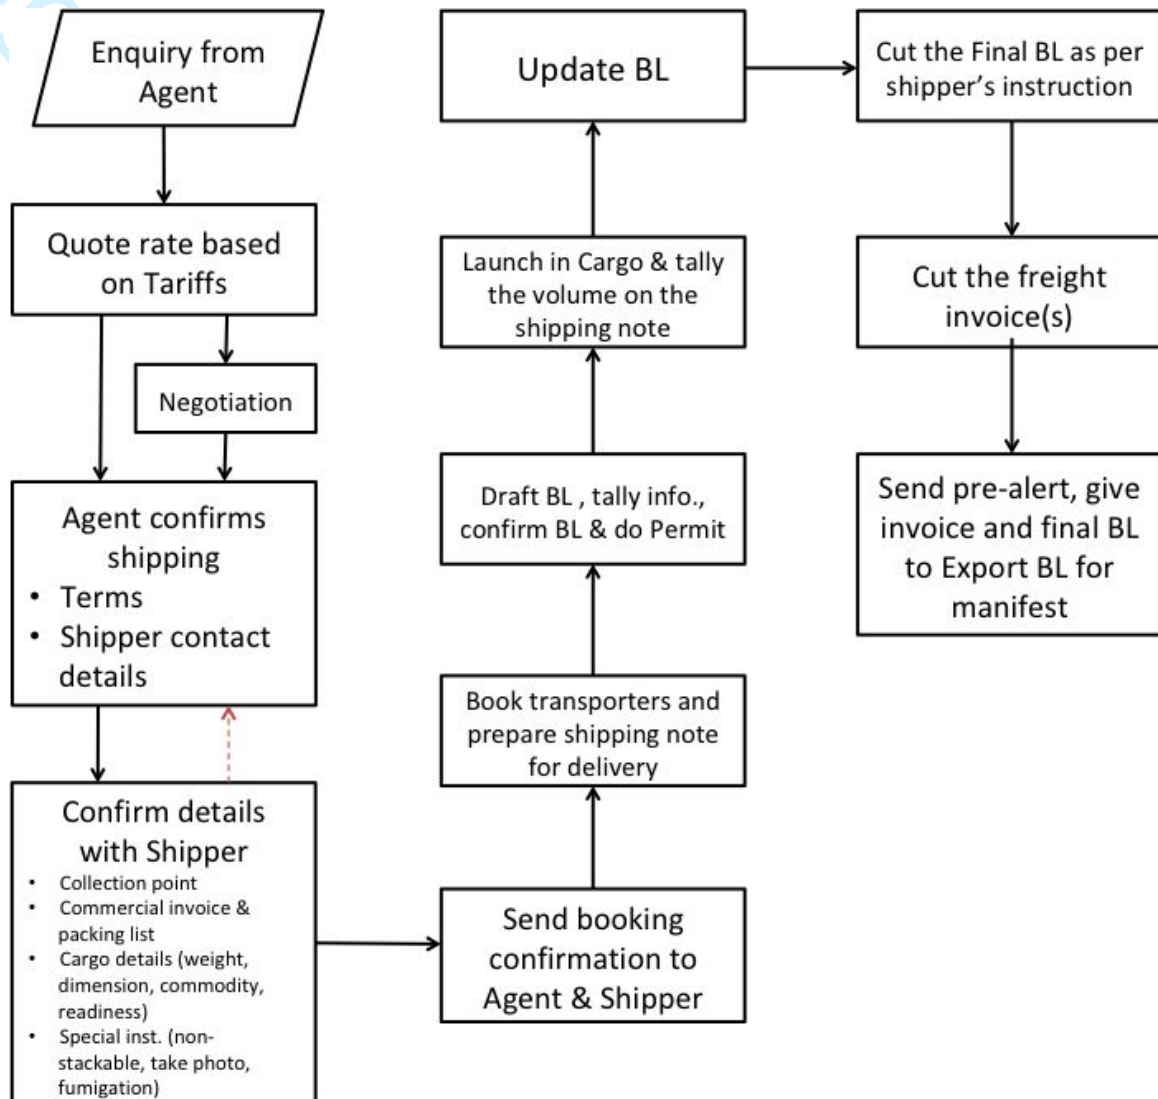 Enquiry from
Agent
Quote rate based
on Tariffs
Negotiation
Agent confirms
shipping
• Terms
• Shipper contact
details
Confirm details
with Shipper
• Collection point
• Commercial invoice &
packing list
• Cargo details (weight,
dimension, commodity,
readiness)
• Special inst. (non-
stackable, take photo,
fumigation)
Send booking
confirmation to
Agent & Shipper
Book transporters and
prepare shipping note
for delivery
Draft BL , tally info.,
confirm BL & do Permit
Launch in Cargo & tally
the volume on the
shipping note
Update BL
Cut the Final BL as per
shipper’s instruction
Cut the freight
invoice(s)
Send pre-alert, give
invoice and final BL
to Export BL for
manifest